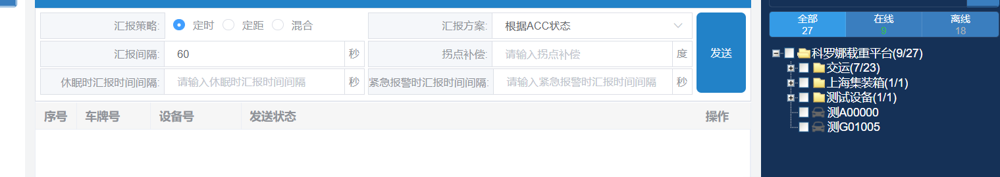 汇报策略: 定时 定距 混合 汇报方案: 根据ACC状态
汇报间隔: 60 秒 拐点补偿: 请输入拐点补偿 度
发送
休眠时汇报时间间隔: 请输入休眠时汇报时间间隔 秒 紧急报警时汇报时间间隔: 请输入紧急报警时汇报时间间隔 秒
序号 车牌号 设备号 发送状态 操作
全部 在线 离线
27 9 18
科罗娜载重平台(9/27)
交运(7/23)
上海集装箱(1/1)
测试设备(1/1)
测A00000
测G01005